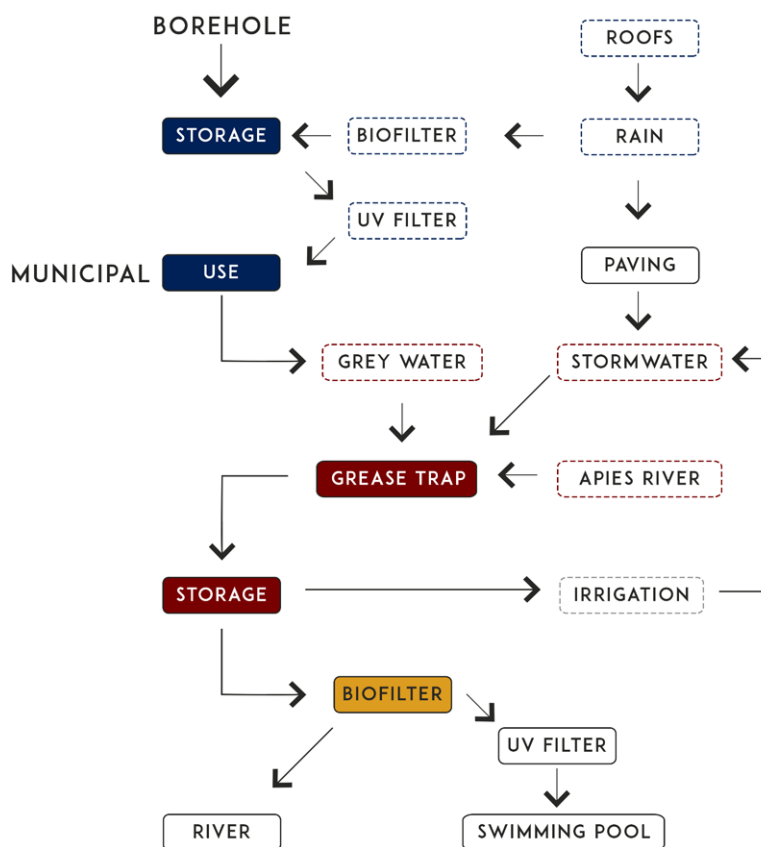 BOREHOLE
ROOFS
STORAGE
BIOFILTER
RAIN
UV FILTER
MUNICIPAL
USE
PAVING
GREY WATER
STORMWATER
GREASE TRAP
APIES RIVER
STORAGE
IRRIGATION
BIOFILTER
UV FILTER
RIVER
SWIMMING POOL